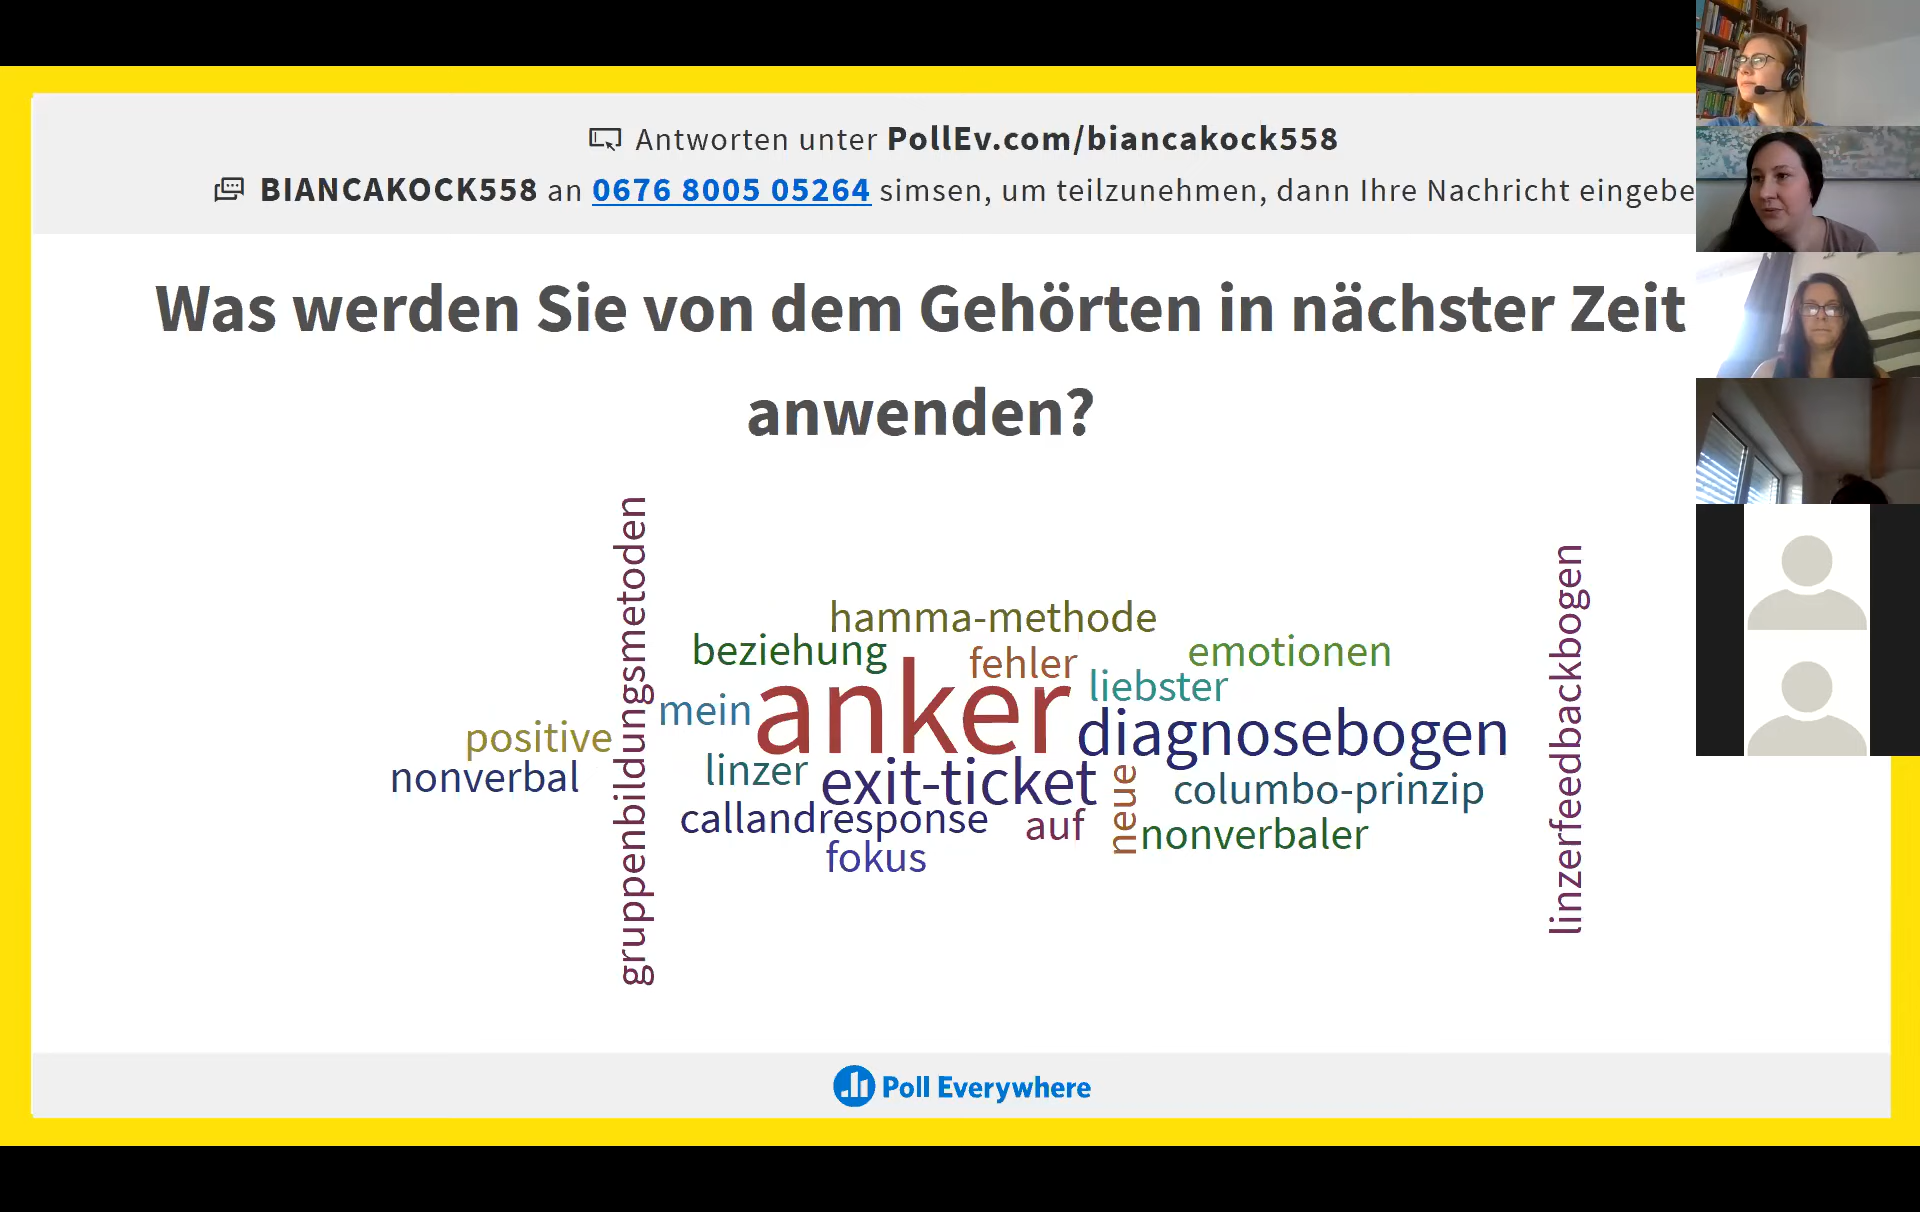 Antworten unter PollEv.com/biancakock558
BIANCAKOCK558 an 0676 8005 05264 simsen, um teilzunehmen, dann Ihre Nachricht eingebe
Was werden Sie von dem Gehörten in nächster Zeit
anwenden?
gruppenbildungsmetoden
linzerfeedbackbogen
hamma-methode
beziehung
fehler
emotionen
liebster
mein
anker
diagnosebogen
positive
nonverbal
linzer
exit-ticket
neue
columbo-prinzip
callandresponse
auf
nonverbaler
fokus
Poll Everywhere